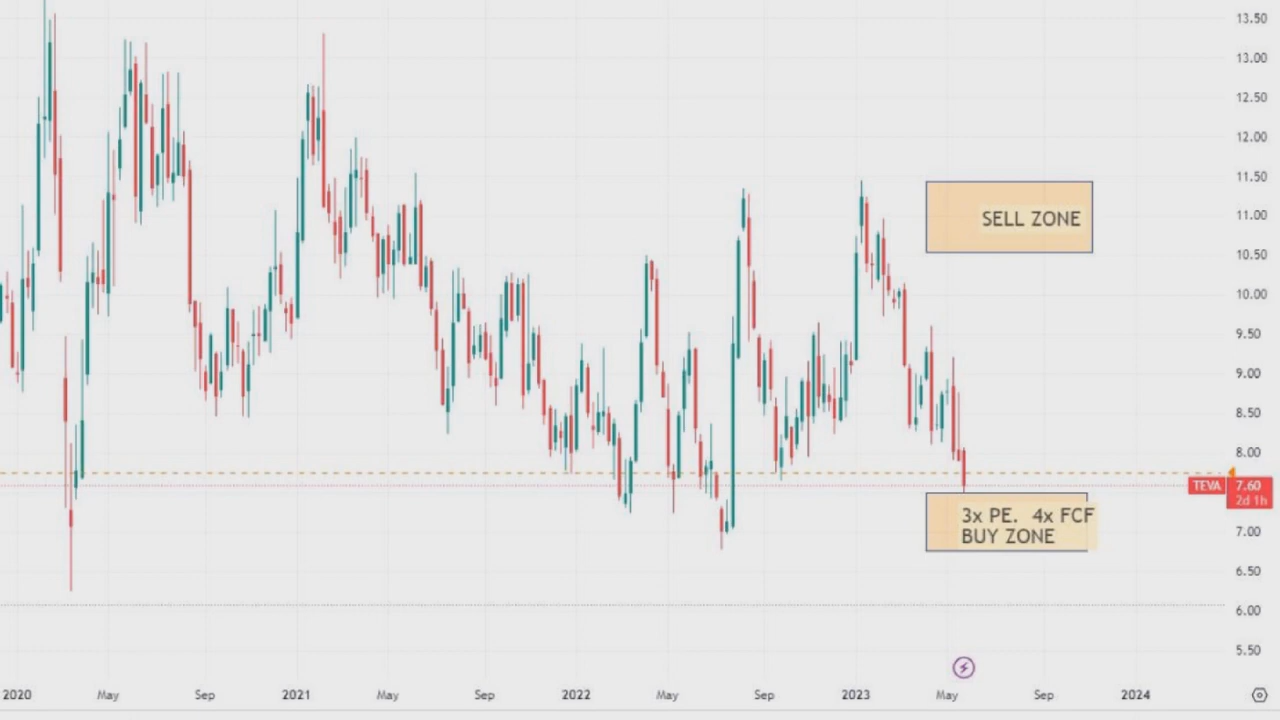 13.50
13.00
12.50
12.00
11.50
11.00
10.50
10.00
9.50
9.00
8.50
8.00
7.00
6.50
6.00
5.50
SELL ZONE
TEVA 7.60
2d 1h
3x PE. 4x FCF
BUY ZONE
2020 May Sep 2021 May Sep 2022 May Sep 2023 May Sep 2024